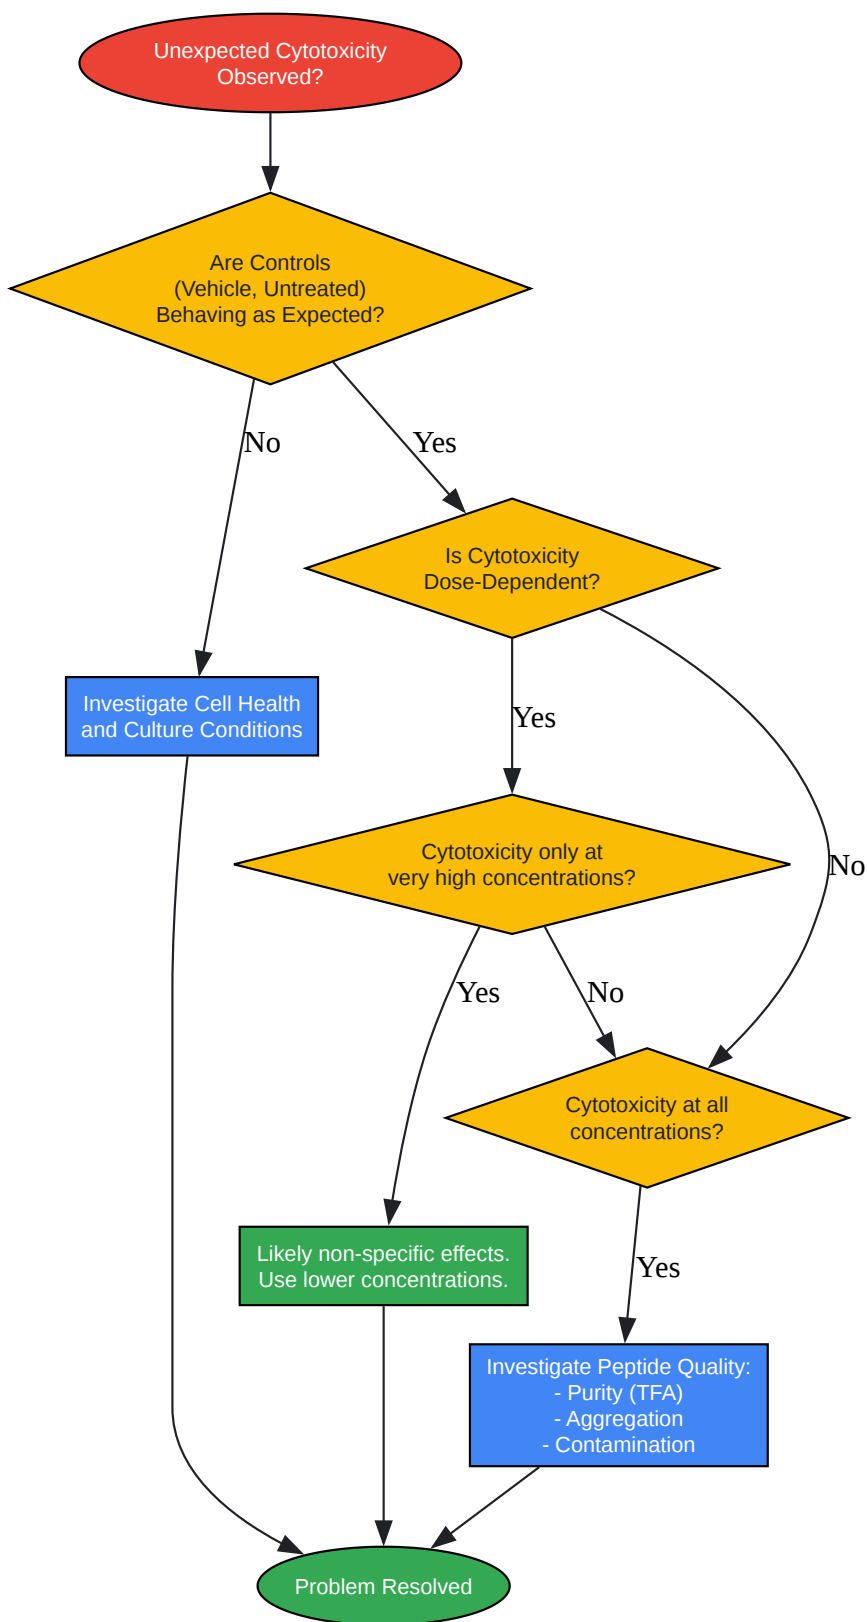 Unexpected Cytotoxicity
Observed?
Are Controls
(Vehicle, Untreated)
Behaving as Expected?
No
Yes
Is Cytotoxicity
Dose-Dependent?
Investigate Cell Health
and Culture Conditions
Yes
No
Cytotoxicity only at
very high concentrations?
Yes
No
Cytotoxicity at all
concentrations?
Likely non-specific effects.
Use lower concentrations.
Yes
Investigate Peptide Quality:
- Purity (TFA)
- Aggregation
- Contamination
Problem Resolved